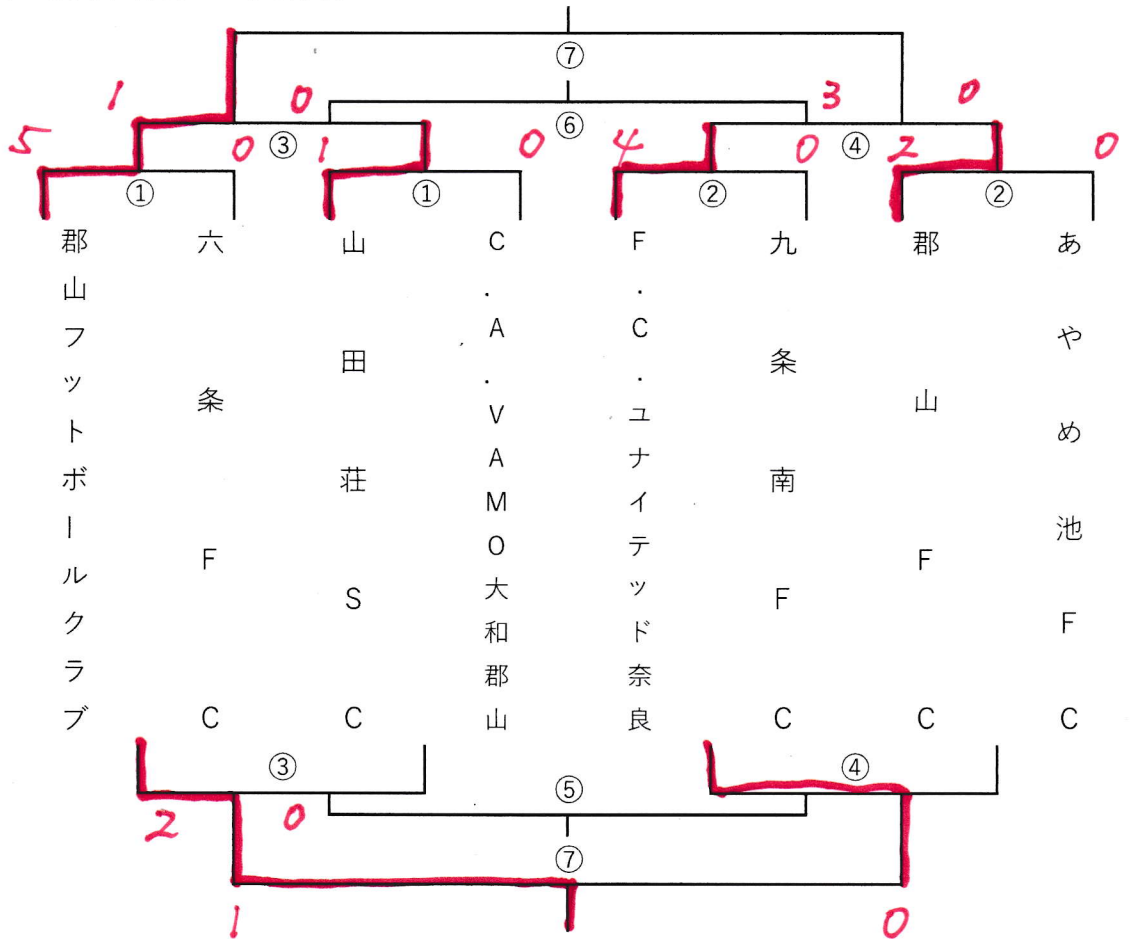 ⑦
1 0 3 0
⑥
5 0 ③ 1 0 4 0 ④ 2 0
① ① ② ②
郡山フットボールクラブ
六条FC
山田荘SC
C.A.VAMO大和郡山
F.C.ユナイテッド奈良
九条南FC
郡山FC
あやめ池FC
③ ④
⑤
2 0
⑦
1 0